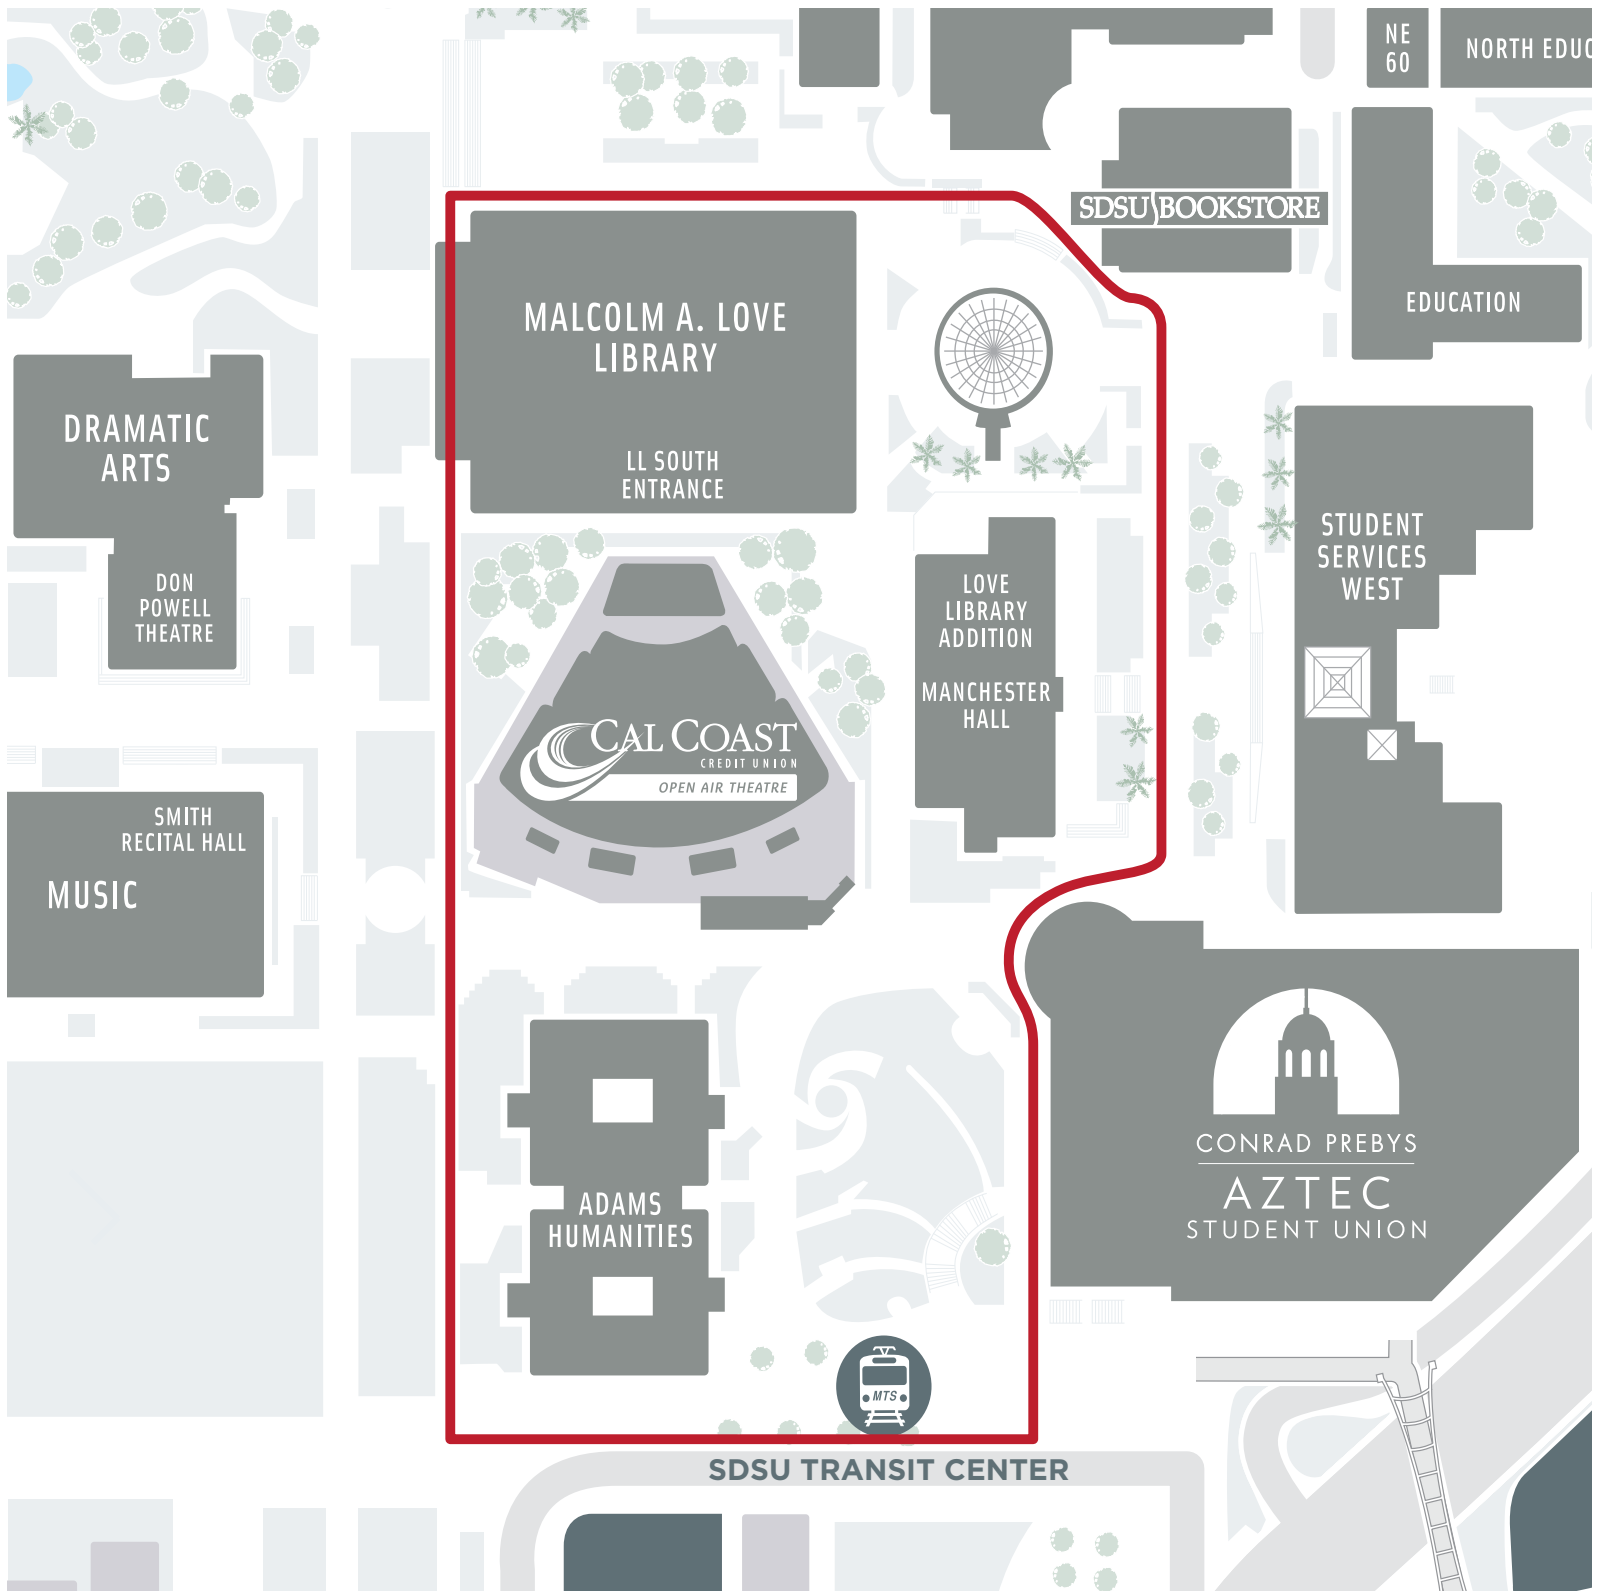 NE
60
NORTH EDUC
SDSU BOOKSTORE
EDUCATION
MALCOLM A. LOVE
LIBRARY
LL SOUTH
ENTRANCE
DRAMATIC
ARTS
DON
POWELL
THEATRE
STUDENT
SERVICES
WEST
LOVE
LIBRARY
ADDITION
MANCHESTER
HALL
CAL COAST
CREDIT UNION
OPEN AIR THEATRE
SMITH
RECITAL HALL
MUSIC
CONRAD PREBYS
AZTEC
STUDENT UNION
ADAMS
HUMANITIES
MTS
SDSU TRANSIT CENTER